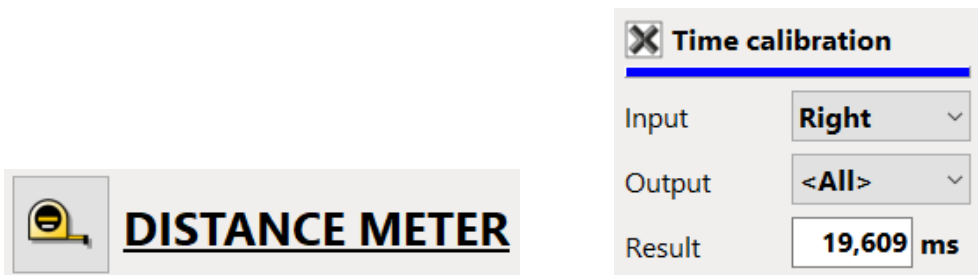 DISTANCE METER
Time calibration
Input Right
Output <All>
Result 19,609 ms